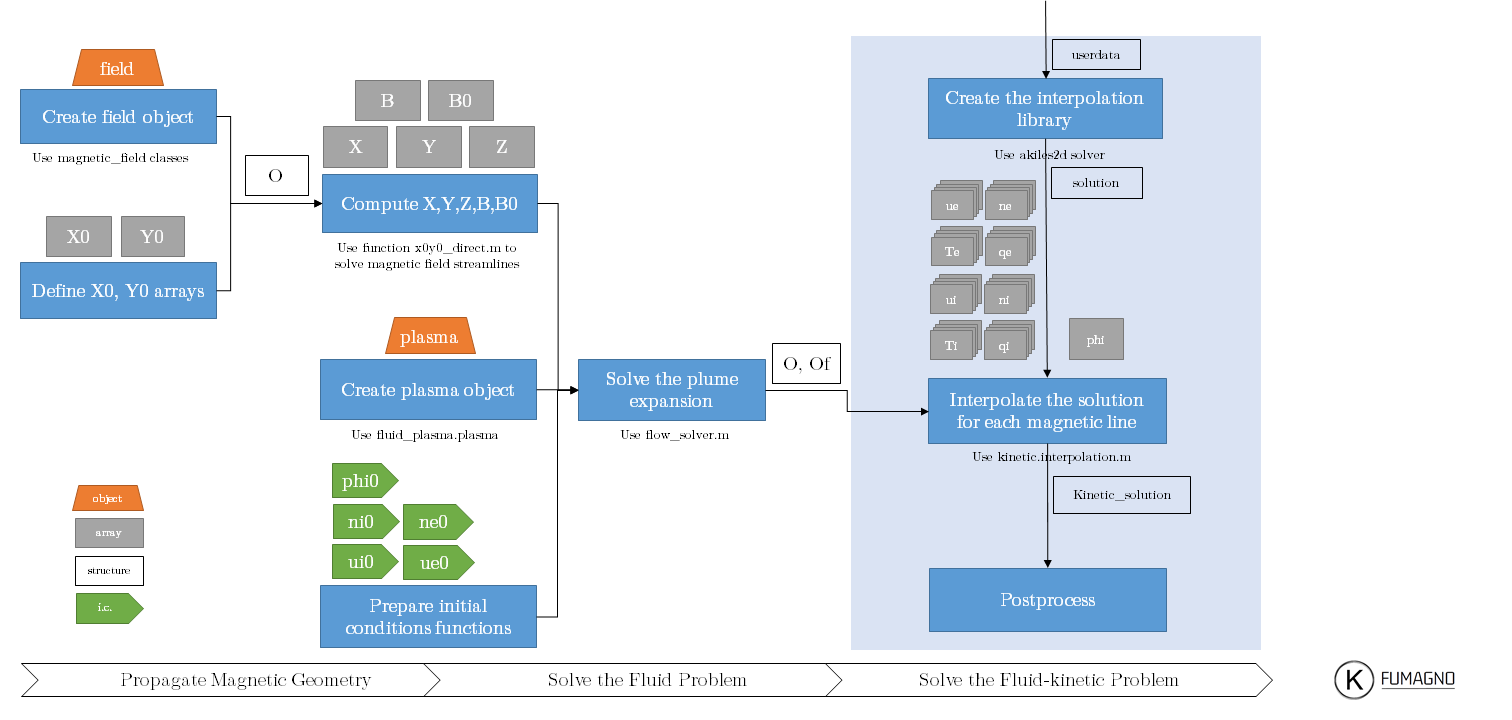 field
Create field object
Use magnetic_field classes
X0
Y0
Define X0, Y0 arrays
O
B
B0
X
Y
Z
Compute X,Y,Z,B,B0
Use function x0y0_direct.m to
solve magnetic field streamlines
plasma
Create plasma object
Use fluid_plasma.plasma
phi0
ni0
ne0
ui0
ue0
Prepare initial
conditions functions
Solve the plume
expansion
Use flow_solver.m
O, Of
userdata
Create the interpolation
library
Use akiles2d solver
solution
ue
ne
Te
qe
ui
ni
Ti
qi
phi
Interpolate the solution
for each magnetic line
Use kinetic.interpolation.m
Kinetic_solution
Postprocess
object
array
structure
i.c.
Propagate Magnetic Geometry
Solve the Fluid Problem
Solve the Fluid-kinetic Problem
K FUMAGNO